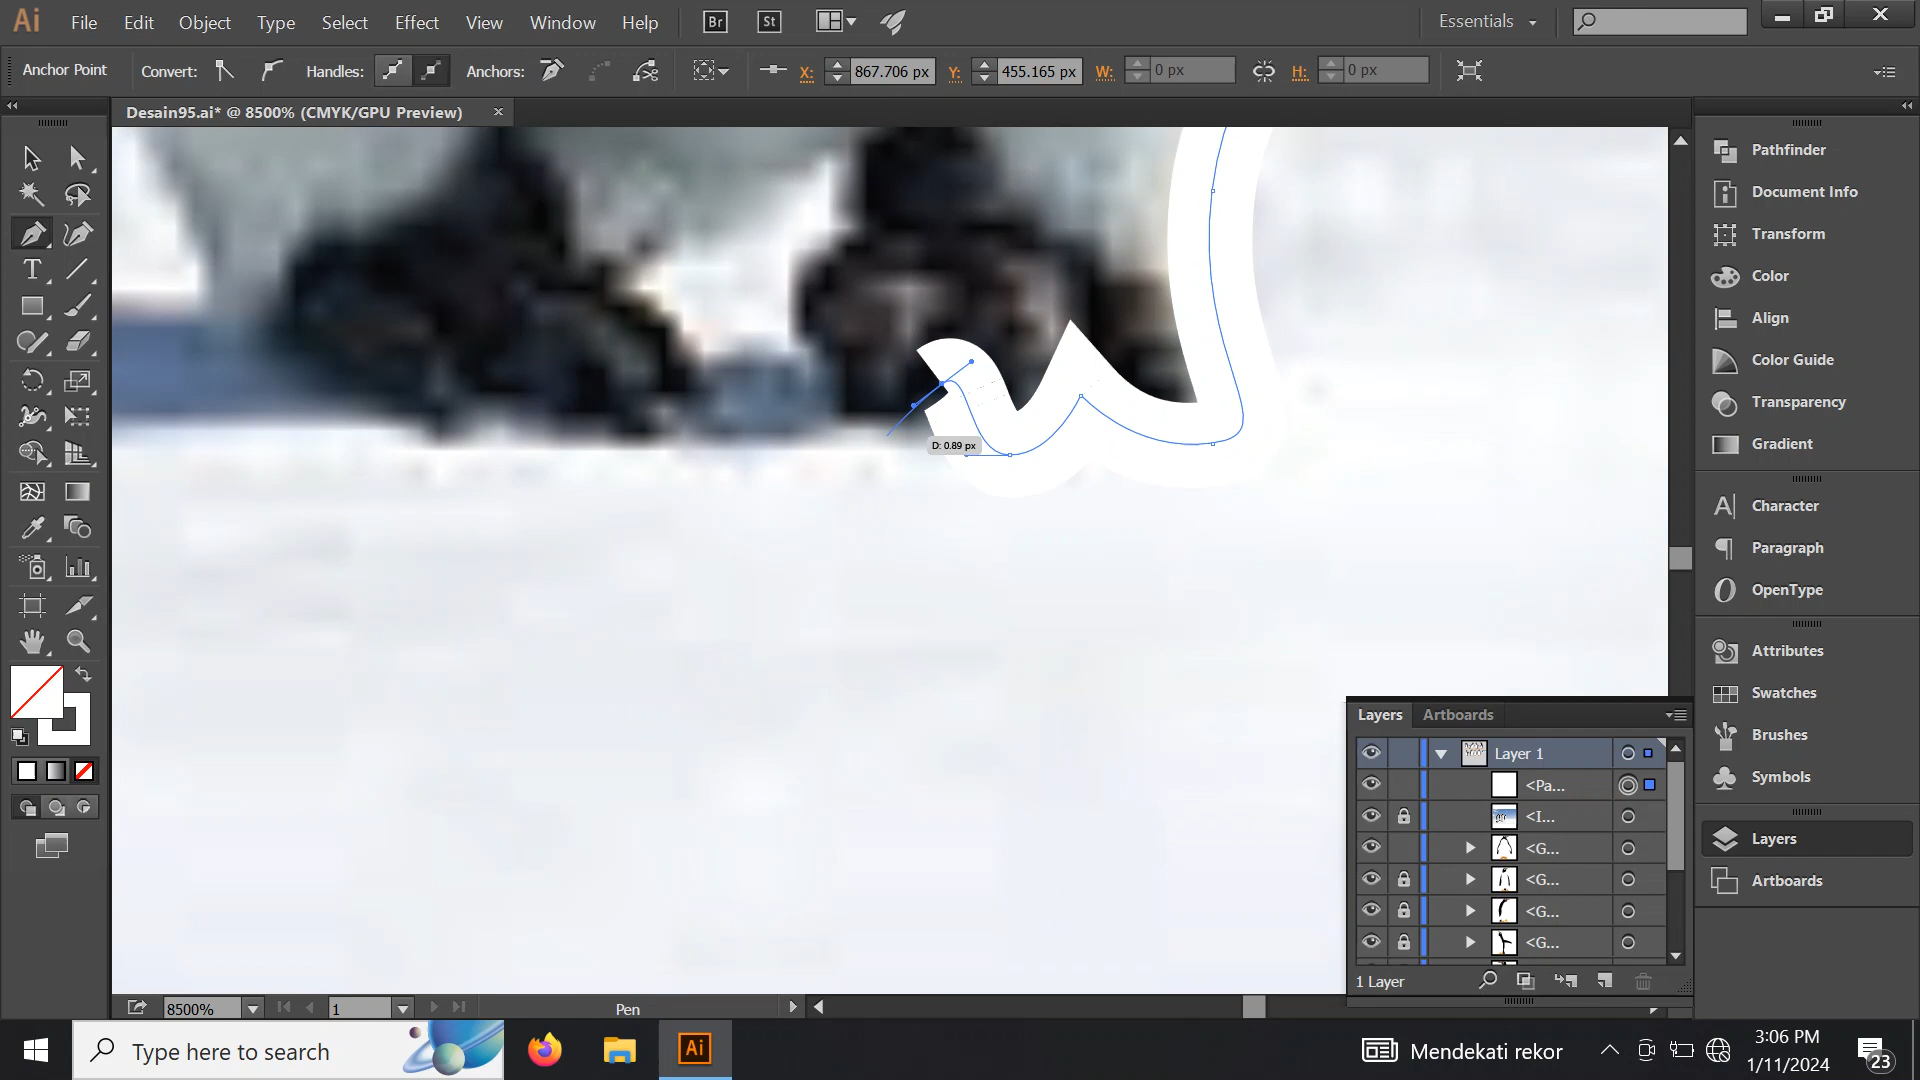 Ai File Edit Object Type Select Effect View Window Help Br St Essentials
Anchor Point Convert: Handles: Anchors: X: 867.706 px Y: 455.165 px W: 0 px H: 0 px
Desain95.ai* @ 8500% (CMYK/GPU Preview)
Pathfinder
Document Info
Transform
Color
Align
Color Guide
Transparency
Gradient
Character
Paragraph
OpenType
Attributes
Swatches
Brushes
Symbols
Layers
Artboards
D: 0.89 px
Layers Artboards
Layer 1
<Pa...
<I...
<G...
<G...
<G...
<G...
1 Layer
8500% 1 Pen
Type here to search
Ai
Mendekati rekor
3:06 PM
1/11/2024
23